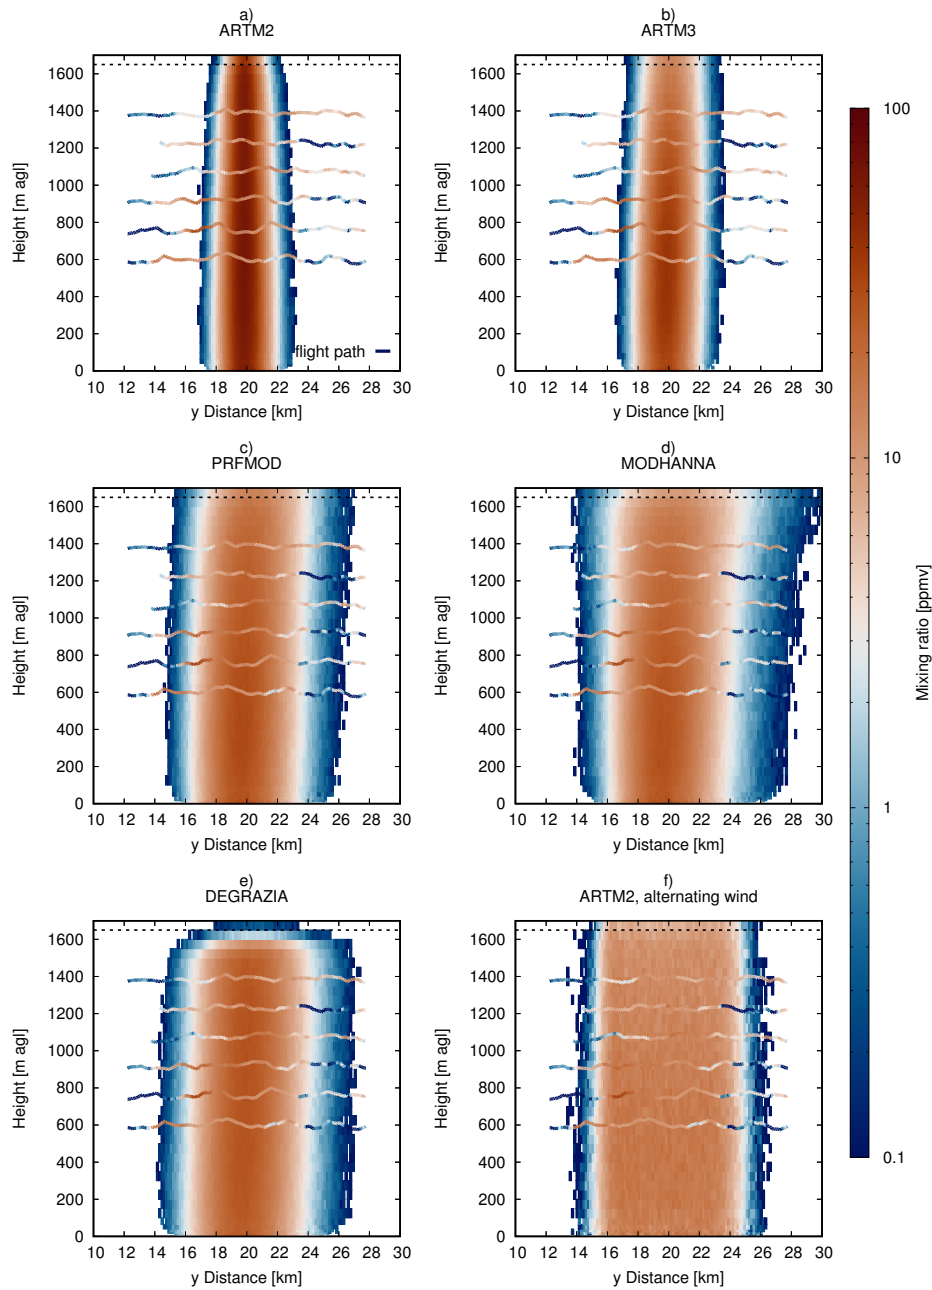 a)
ARTM2
1600
1400
1200
1000
800
600
400
200
0
Height [m agl]
flight path
10 12 14 16 18 20 22 24 26 28 30
y Distance [km]
b)
ARTM3
1600
1400
1200
1000
800
600
400
200
0
Height [m agl]
10 12 14 16 18 20 22 24 26 28 30
y Distance [km]
c)
PRFMOD
1600
1400
1200
1000
800
600
400
200
0
Height [m agl]
10 12 14 16 18 20 22 24 26 28 30
y Distance [km]
d)
MODHANNA
1600
1400
1200
1000
800
600
400
200
0
Height [m agl]
10 12 14 16 18 20 22 24 26 28 30
y Distance [km]
e)
DEGRAZIA
1600
1400
1200
1000
800
600
400
200
0
Height [m agl]
10 12 14 16 18 20 22 24 26 28 30
y Distance [km]
f)
ARTM2, alternating wind
1600
1400
1200
1000
800
600
400
200
0
Height [m agl]
10 12 14 16 18 20 22 24 26 28 30
y Distance [km]
100
10
1
0.1
Mixing ratio [ppmv]